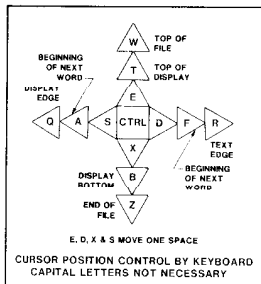 W
TOP OF
FILE
BEGINNING
OF NEXT
WORD
T
TOP OF
DISPLAY
DISPLAY
EDGE
E
Q
A
S
CTRL
D
F
R
TEXT
EDGE
X
DISPLAY
BOTTOM
B
BEGINNING
OF NEXT
WORD
END OF
FILE
Z
E, D, X & S MOVE ONE SPACE
CURSOR POSITION CONTROL BY KEYBOARD
CAPITAL LETTERS NOT NECESSARY